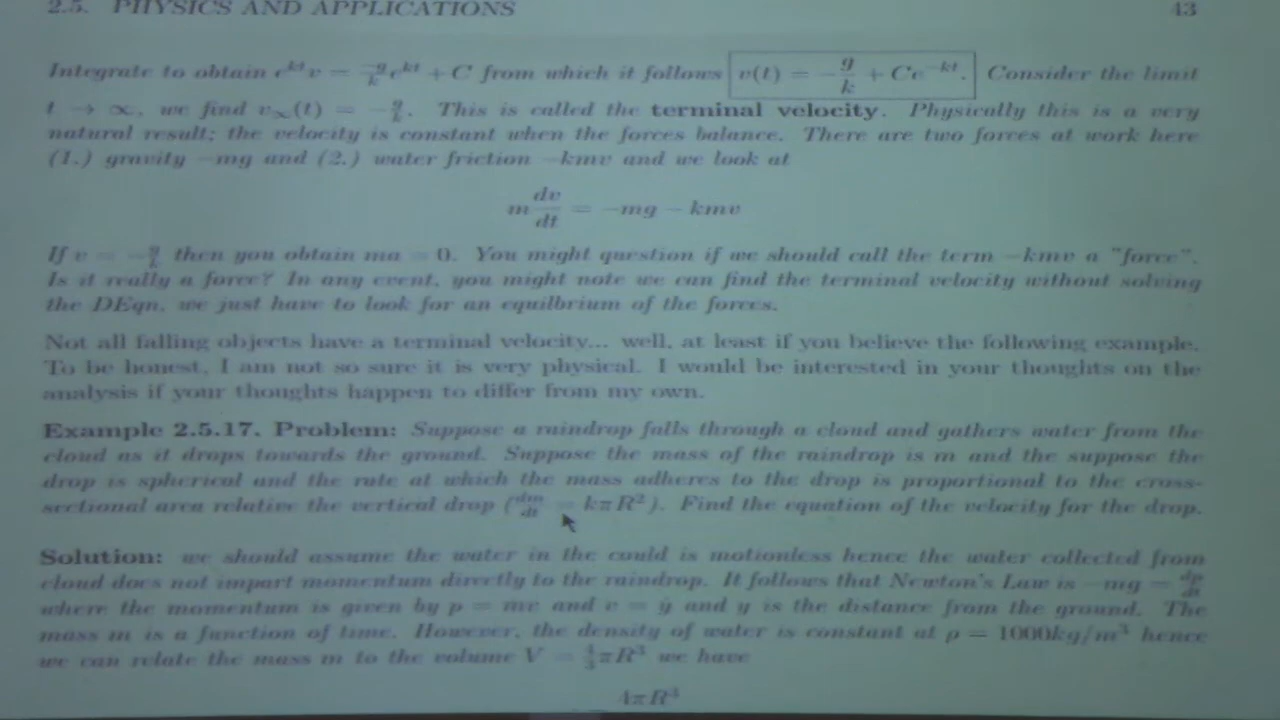 2.5. PHYSICS AND APPLICATIONS 43
Integrate to obtain e^{kt}v = \frac{-g}{k}e^{kt} + C from which it follows v(t) = -\frac{g}{k} + Ce^{-kt}. Consider the limit
t → ∞, we find v_∞(t) = -\frac{g}{k}. This is called the terminal velocity. Physically this is a very
natural result; the velocity is constant when the forces balance. There are two forces at work here
(1.) gravity -mg and (2.) water friction -kmv and we look at
m\frac{dv}{dt} = -mg - kmv
If v = -\frac{g}{k} then you obtain ma = 0. You might question if we should call the term -kmv a "force".
Is it really a force? In any event, you might note we can find the terminal velocity without solving
the DEqn, we just have to look for an equilbrium of the forces.
Not all falling objects have a terminal velocity... well, at least if you believe the following example.
To be honest, I am not so sure it is very physical. I would be interested in your thoughts on the
analysis if your thoughts happen to differ from my own.
Example 2.5.17. Problem: Suppose a raindrop falls through a cloud and gathers water from the
cloud as it drops towards the ground. Suppose the mass of the raindrop is m and the suppose the
drop is spherical and the rate at which the mass adheres to the drop is proportional to the cross-
sectional area relative the vertical drop (\frac{dm}{dt} = kπR²). Find the equation of the velocity for the drop.
Solution: we should assume the water in the could is motionless hence the water collected from
cloud does not impart momentum directly to the raindrop. It follows that Newton's Law is -mg = \frac{dp}{dt}
where the momentum is given by p = mv and v = ẏ and y is the distance from the ground. The
mass m is a function of time. However, the density of water is constant at ρ = 1000kg/m³ hence
we can relate the mass m to the volume V = \frac{4}{3}πR³ we have
4πR³